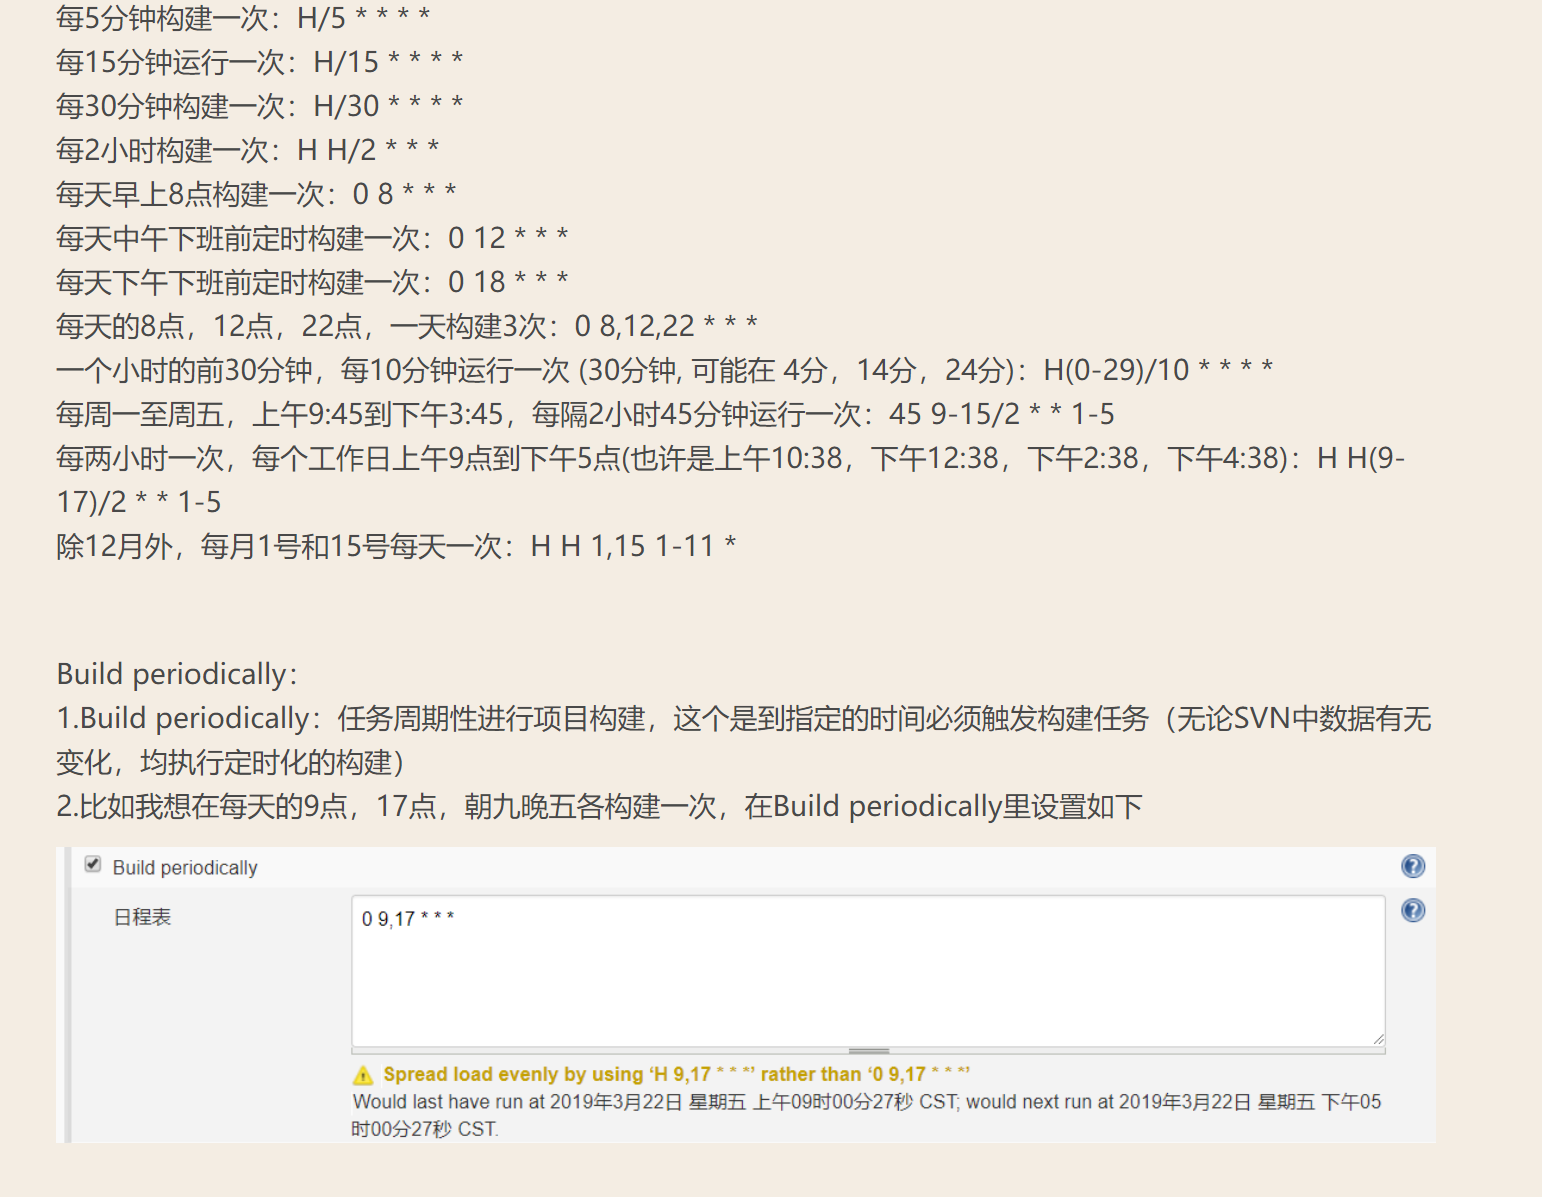 每5分钟构建一次：H/5 * * * *
每15分钟运行一次：H/15 * * * *
每30分钟构建一次：H/30 * * * *
每2小时构建一次：H H/2 * * *
每天早上8点构建一次：0 8 * * *
每天中午下班前定时构建一次：0 12 * * *
每天下午下班前定时构建一次：0 18 * * *
每天的8点，12点，22点，一天构建3次：0 8,12,22 * * *
一个小时的前30分钟，每10分钟运行一次 (30分钟, 可能在 4分，14分，24分)：H(0-29)/10 * * * *
每周一至周五，上午9:45到下午3:45，每隔2小时45分钟运行一次：45 9-15/2 * * 1-5
每两小时一次，每个工作日上午9点到下午5点(也许是上午10:38，下午12:38，下午2:38，下午4:38)：H H(9-
17)/2 * * 1-5
除12月外，每月1号和15号每天一次：H H 1,15 1-11 *
Build periodically：
1.Build periodically：任务周期性进行项目构建，这个是到指定的时间必须触发构建任务（无论SVN中数据有无
变化，均执行定时化的构建）
2.比如我想在每天的9点，17点，朝九晚五各构建一次，在Build periodically里设置如下
Build periodically
日程表
0 9,17 * * *
Spread load evenly by using ‘H 9,17 * * *’ rather than ‘0 9,17 * * *’
Would last have run at 2019年3月22日 星期五 上午09时00分27秒 CST; would next run at 2019年3月22日 星期五 下午05
时00分27秒 CST.